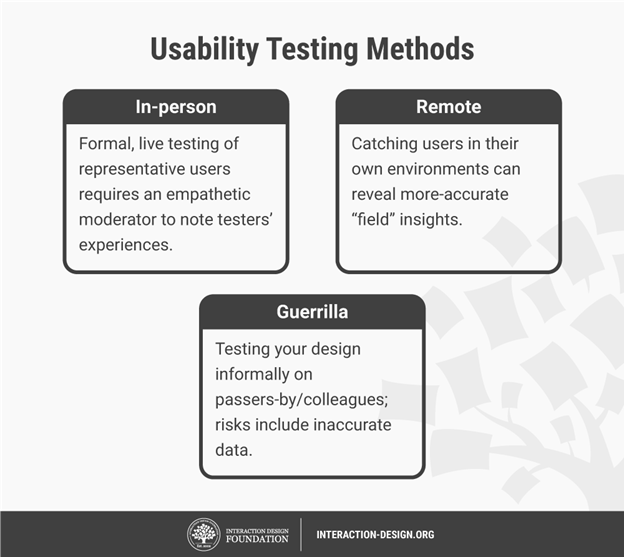 Usability Testing Methods
In-person
Formal, live testing of
representative users
requires an empathetic
moderator to note testers’
experiences.
Remote
Catching users in their
own environments can
reveal more-accurate
“field” insights.
Guerrilla
Testing your design
informally on
passers-by/colleagues;
risks include inaccurate
data.
INTERACTION DESIGN
FOUNDATION
INTERACTION-DESIGN.ORG